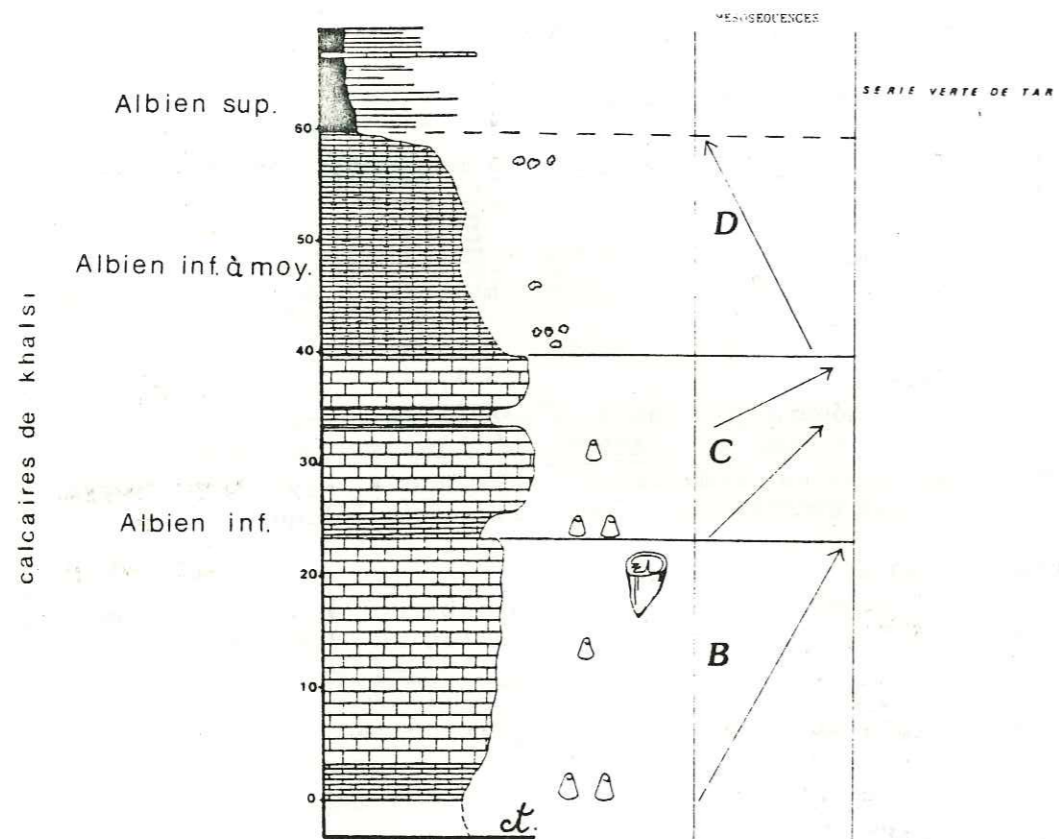 MESOSEQUENCES
SERIE VERTE DE TAR
Albien sup.
60
D
50
Albien inf. à moy.
40
calcaires de khalsi
C
30
Albien inf.
20
B
10
0
ct.